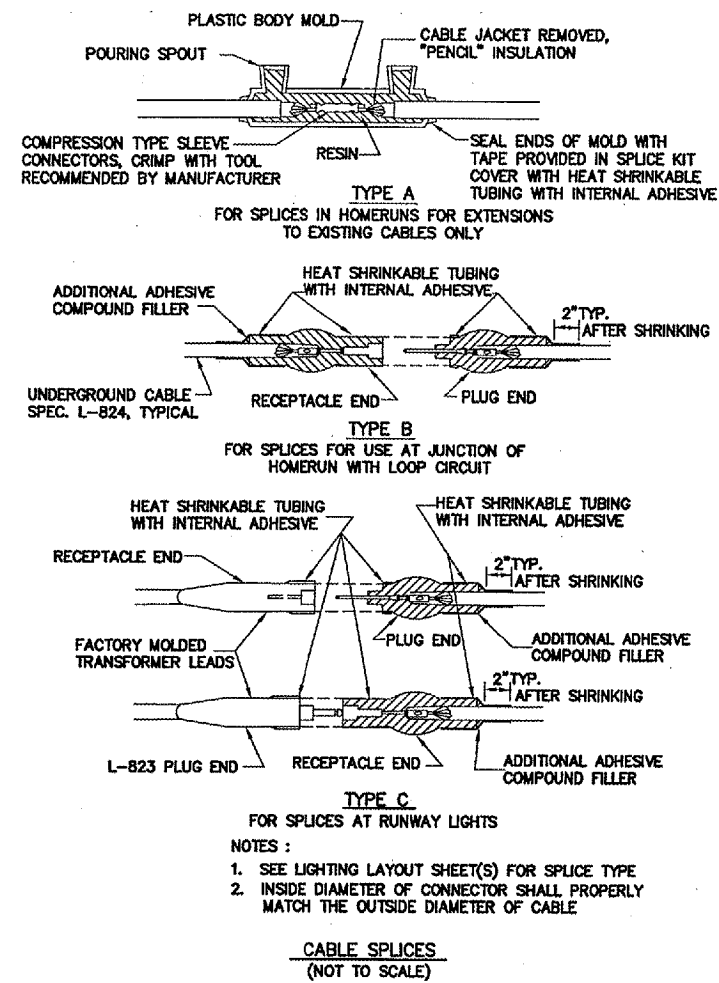 PLASTIC BODY MOLD
POURING SPOUT
CABLE JACKET REMOVED,
"PENCIL" INSULATION
COMPRESSION TYPE SLEEVE
CONNECTORS, CRIMP WITH TOOL
RECOMMENDED BY MANUFACTURER
RESIN
SEAL ENDS OF MOLD WITH
TAPE PROVIDED IN SPLICE KIT
COVER WITH HEAT SHRINKABLE
TUBING WITH INTERNAL ADHESIVE
TYPE A
FOR SPLICES IN HOMERUNS FOR EXTENSIONS
TO EXISTING CABLES ONLY
HEAT SHRINKABLE TUBING
WITH INTERNAL ADHESIVE
ADDITIONAL ADHESIVE
COMPOUND FILLER
2" TYP.
AFTER SHRINKING
UNDERGROUND CABLE
SPEC. L-824, TYPICAL
RECEPTACLE END
PLUG END
TYPE B
FOR SPLICES FOR USE AT JUNCTION OF
HOMERUN WITH LOOP CIRCUIT
HEAT SHRINKABLE TUBING
WITH INTERNAL ADHESIVE
HEAT SHRINKABLE TUBING
WITH INTERNAL ADHESIVE
RECEPTACLE END
2" TYP.
AFTER SHRINKING
PLUG END
FACTORY MOLDED
TRANSFORMER LEADS
ADDITIONAL ADHESIVE
COMPOUND FILLER
2" TYP.
AFTER SHRINKING
L-823 PLUG END
RECEPTACLE END
ADDITIONAL ADHESIVE
COMPOUND FILLER
TYPE C
FOR SPLICES AT RUNWAY LIGHTS
NOTES :
1. SEE LIGHTING LAYOUT SHEET(S) FOR SPLICE TYPE
2. INSIDE DIAMETER OF CONNECTOR SHALL PROPERLY
MATCH THE OUTSIDE DIAMETER OF CABLE
CABLE SPLICES
(NOT TO SCALE)